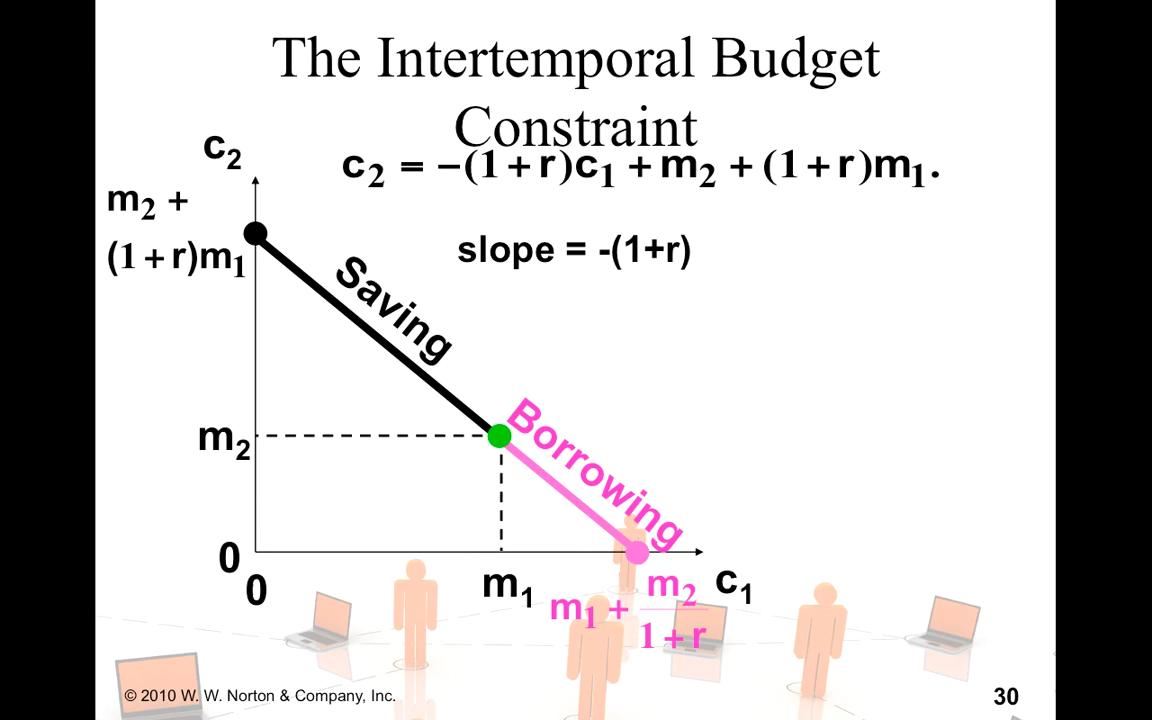 The Intertemporal Budget
Constraint
c₂
c₂ = −(1+r)c₁ + m₂ + (1+r)m₁.
m₂ +
(1+r)m₁
slope = -(1+r)
Saving
Borrowing
m₂
0
0
m₁
m₁ + m₂
1+r
c₁
© 2010 W. W. Norton & Company, Inc.
30